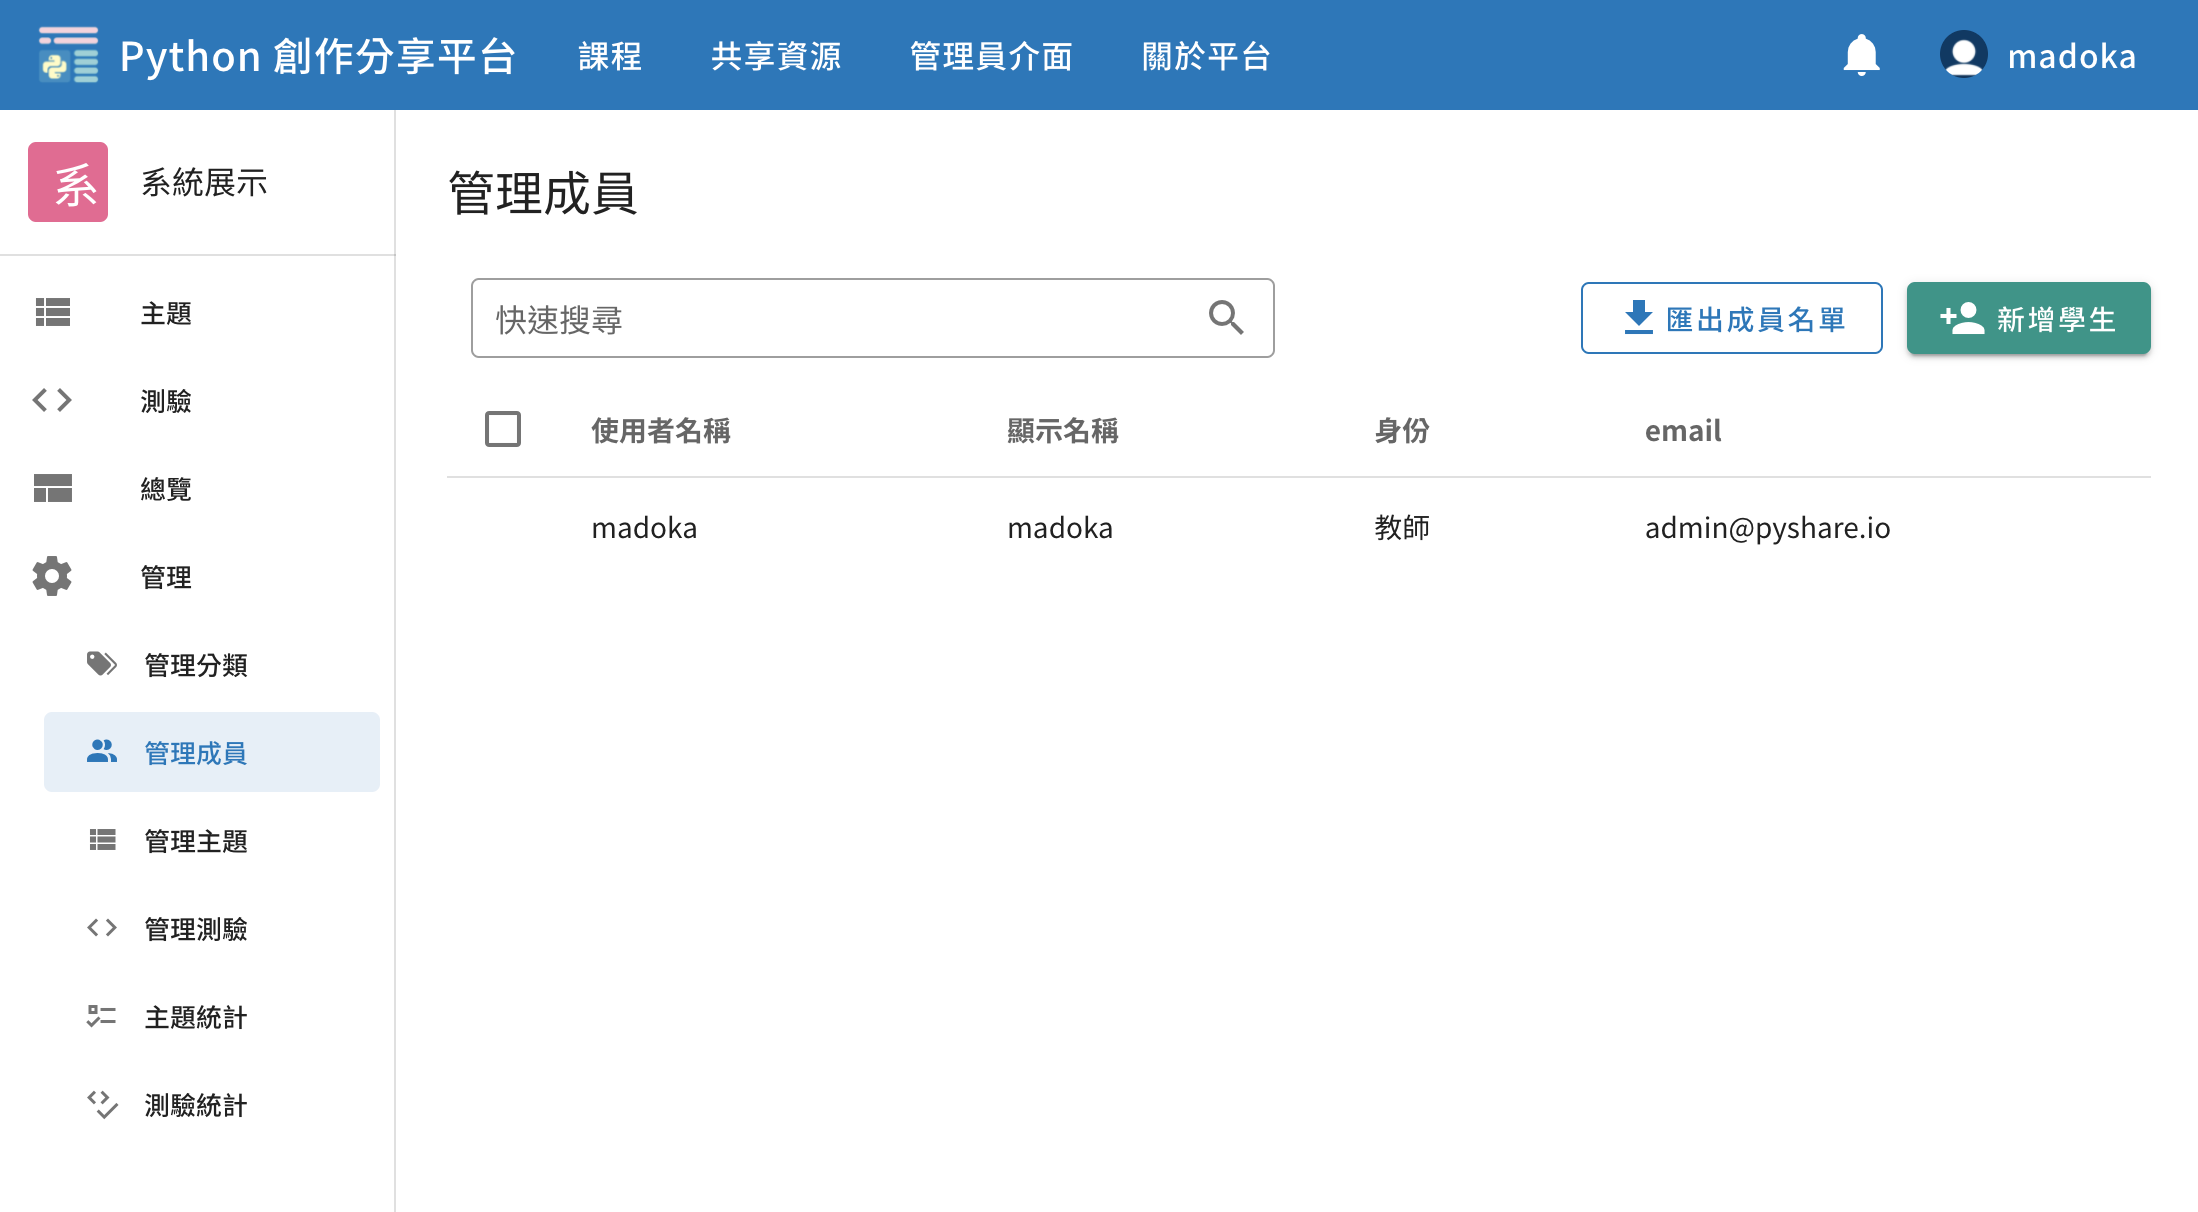 Python 創作分享平台 課程 共享資源 管理員介面 關於平台 madoka
系 系統展示
主題
測驗
總覽
管理
管理分類
管理成員
管理主題
管理測驗
主題統計
測驗統計
管理成員
快速搜尋 匯出成員名單 新增學生
使用者名稱 顯示名稱 身份 email
madoka madoka 教師 admin@pyshare.io